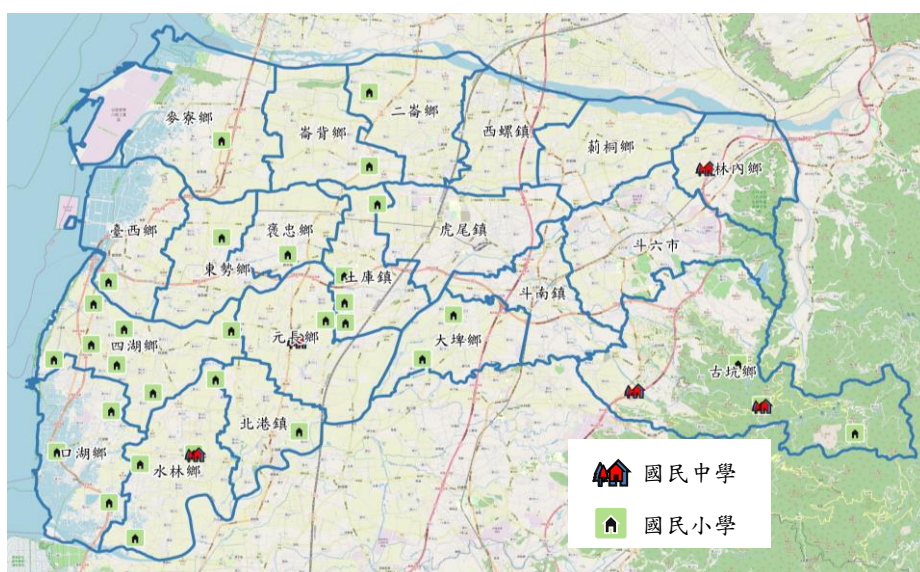 二崙鄉
麥寮鄉
崙背鄉
西螺鎮
莿桐鄉
林內鄉
臺西鄉
褒忠鄉
虎尾鎮
斗六市
東勢鄉
土庫鎮
斗南鎮
元長鄉
大埤鄉
四湖鄉
古坑鄉
北港鎮
口湖鄉
水林鄉
國民中學
國民小學